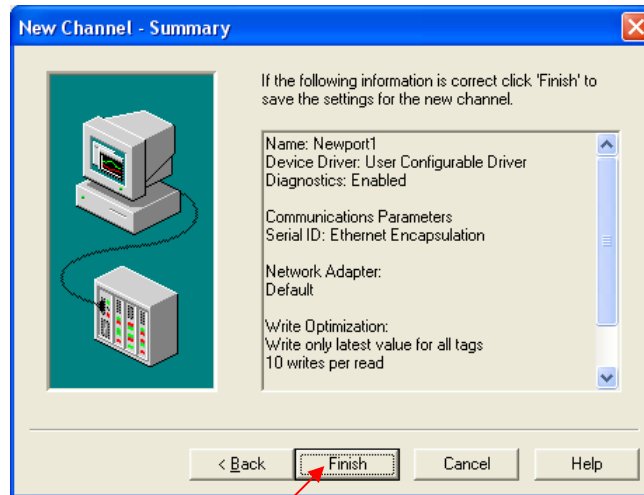 New Channel - Summary
If the following information is correct click 'Finish' to
save the settings for the new channel.
Name: Newport1
Device Driver: User Configurable Driver
Diagnostics: Enabled
Communications Parameters
Serial ID: Ethernet Encapsulation
Network Adapter:
Default
Write Optimization:
Write only latest value for all tags
10 writes per read
< Back
Finish
Cancel
Help